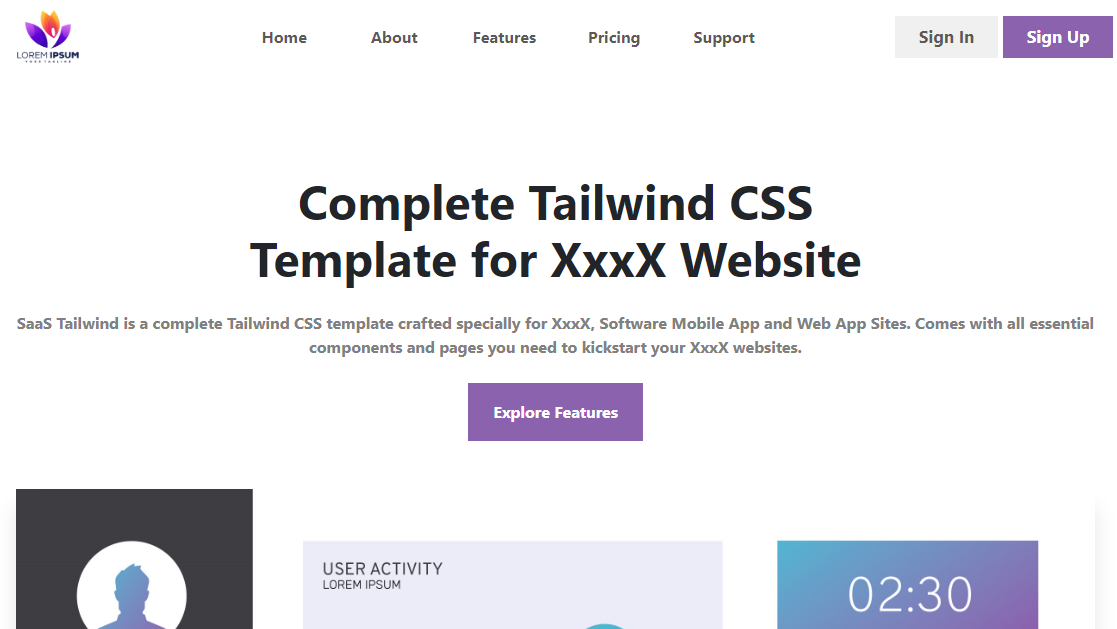 LOREM IPSUM
YOUR TAGLINE
Home About Features Pricing Support Sign In Sign Up
Complete Tailwind CSS
Template for XxxX Website
SaaS Tailwind is a complete Tailwind CSS template crafted specially for XxxX, Software Mobile App and Web App Sites. Comes with all essential
components and pages you need to kickstart your XxxX websites.
Explore Features
USER ACTIVITY
LOREM IPSUM
02:30